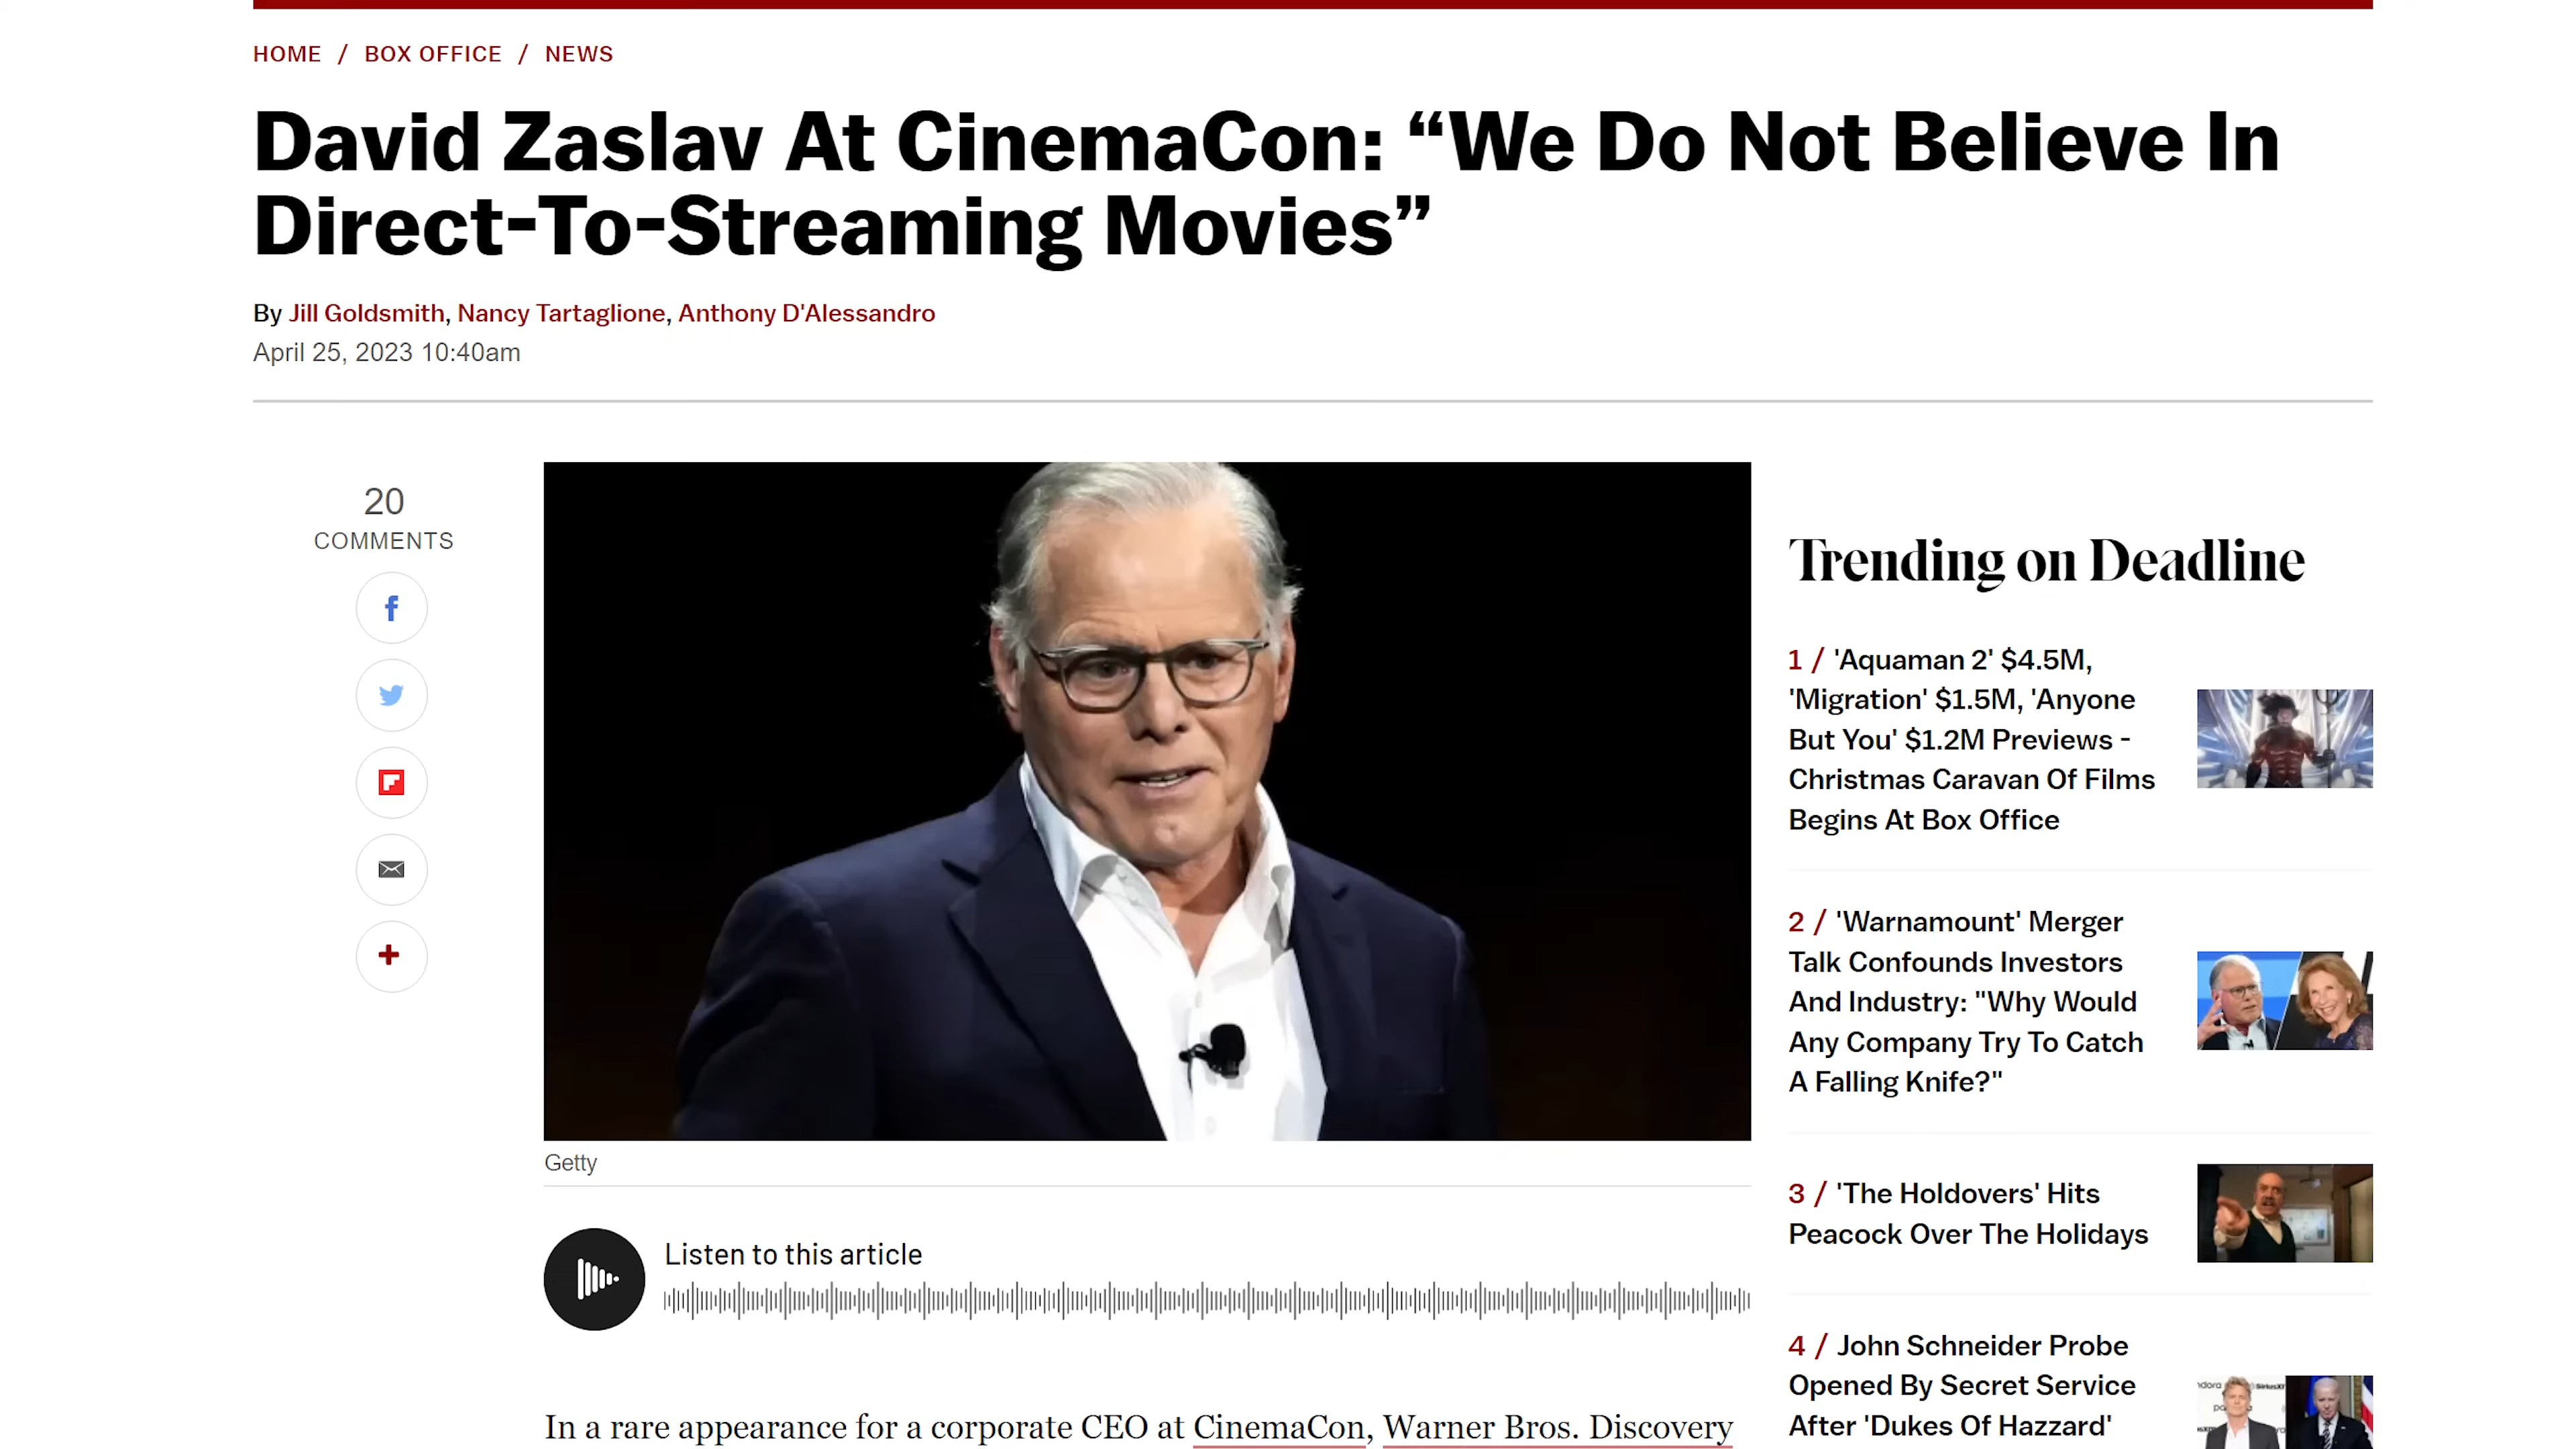 HOME / BOX OFFICE / NEWS
David Zaslav At CinemaCon: “We Do Not Believe In
Direct-To-Streaming Movies”
By Jill Goldsmith, Nancy Tartaglione, Anthony D'Alessandro
April 25, 2023 10:40am
20
COMMENTS
Getty
Listen to this article
In a rare appearance for a corporate CEO at CinemaCon, Warner Bros. Discovery
Trending on Deadline
1 / 'Aquaman 2' $4.5M,
'Migration' $1.5M, 'Anyone
But You' $1.2M Previews -
Christmas Caravan Of Films
Begins At Box Office
2 / 'Warnamount' Merger
Talk Confounds Investors
And Industry: "Why Would
Any Company Try To Catch
A Falling Knife?"
3 / 'The Holdovers' Hits
Peacock Over The Holidays
4 / John Schneider Probe
Opened By Secret Service
After 'Dukes Of Hazzard'